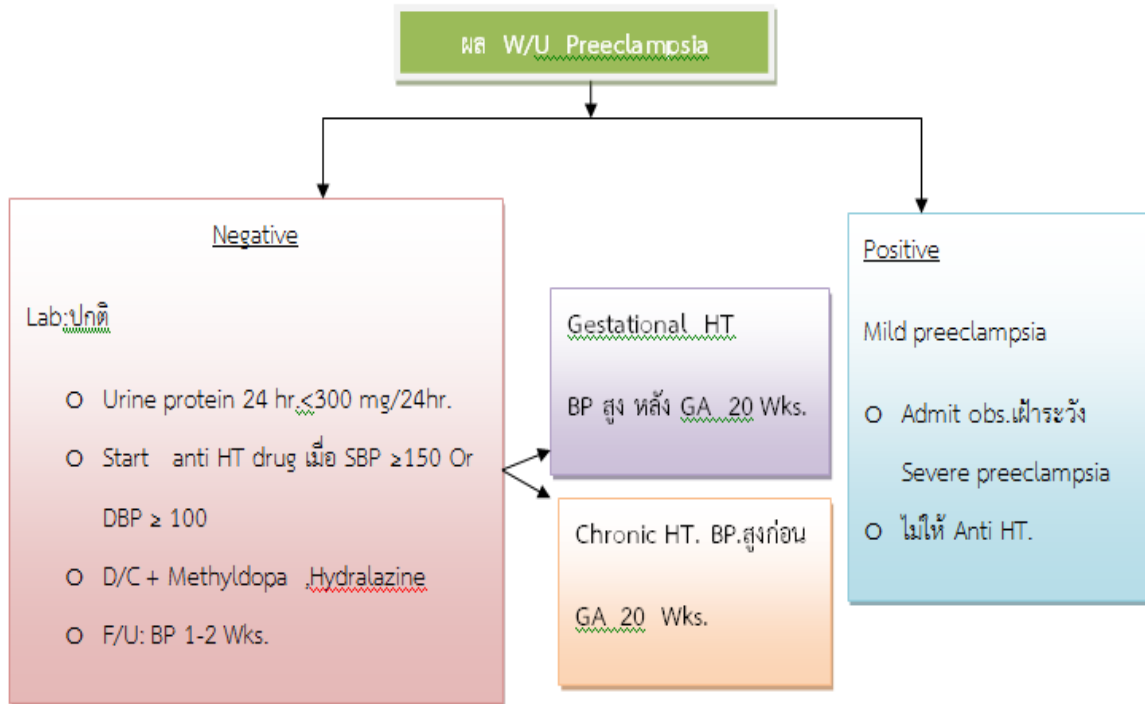 ผล W/U Preeclampsia
Negative
Lab:ปกติ
O Urine protein 24 hr.<300 mg/24hr.
O Start anti HT drug เมื่อ SBP ≥150 Or
DBP ≥ 100
O D/C + Methyldopa .Hydralazine
O F/U: BP 1-2 Wks.
Gestational HT
BP สูง หลัง GA 20 Wks.
Chronic HT. BP.สูงก่อน
GA 20 Wks.
Positive
Mild preeclampsia
O Admit obs.เฝ้าระวัง
Severe preeclampsia
O ไม่ให้ Anti HT.